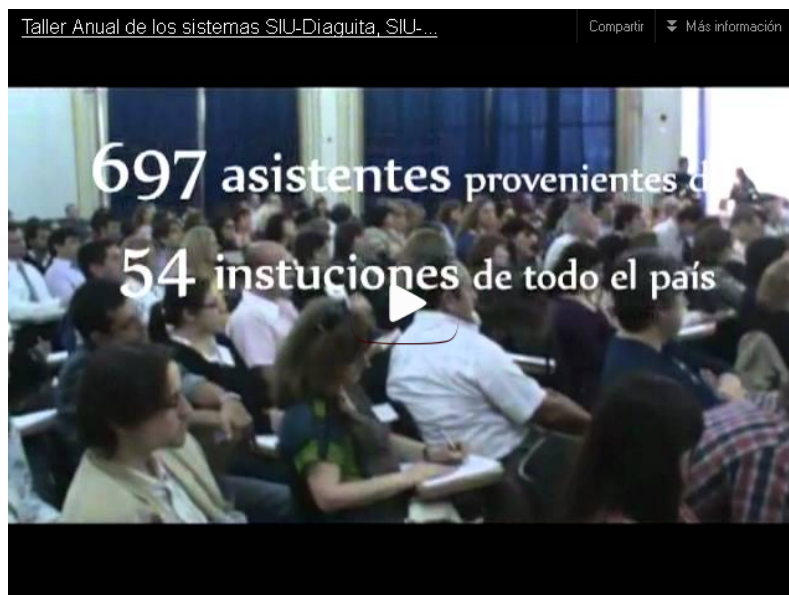 Taller Anual de los sistemas SIU-Diaguita, SIU-...
Compartir
Más información
697 asistentes provenientes de
54 instuciones de todo el país